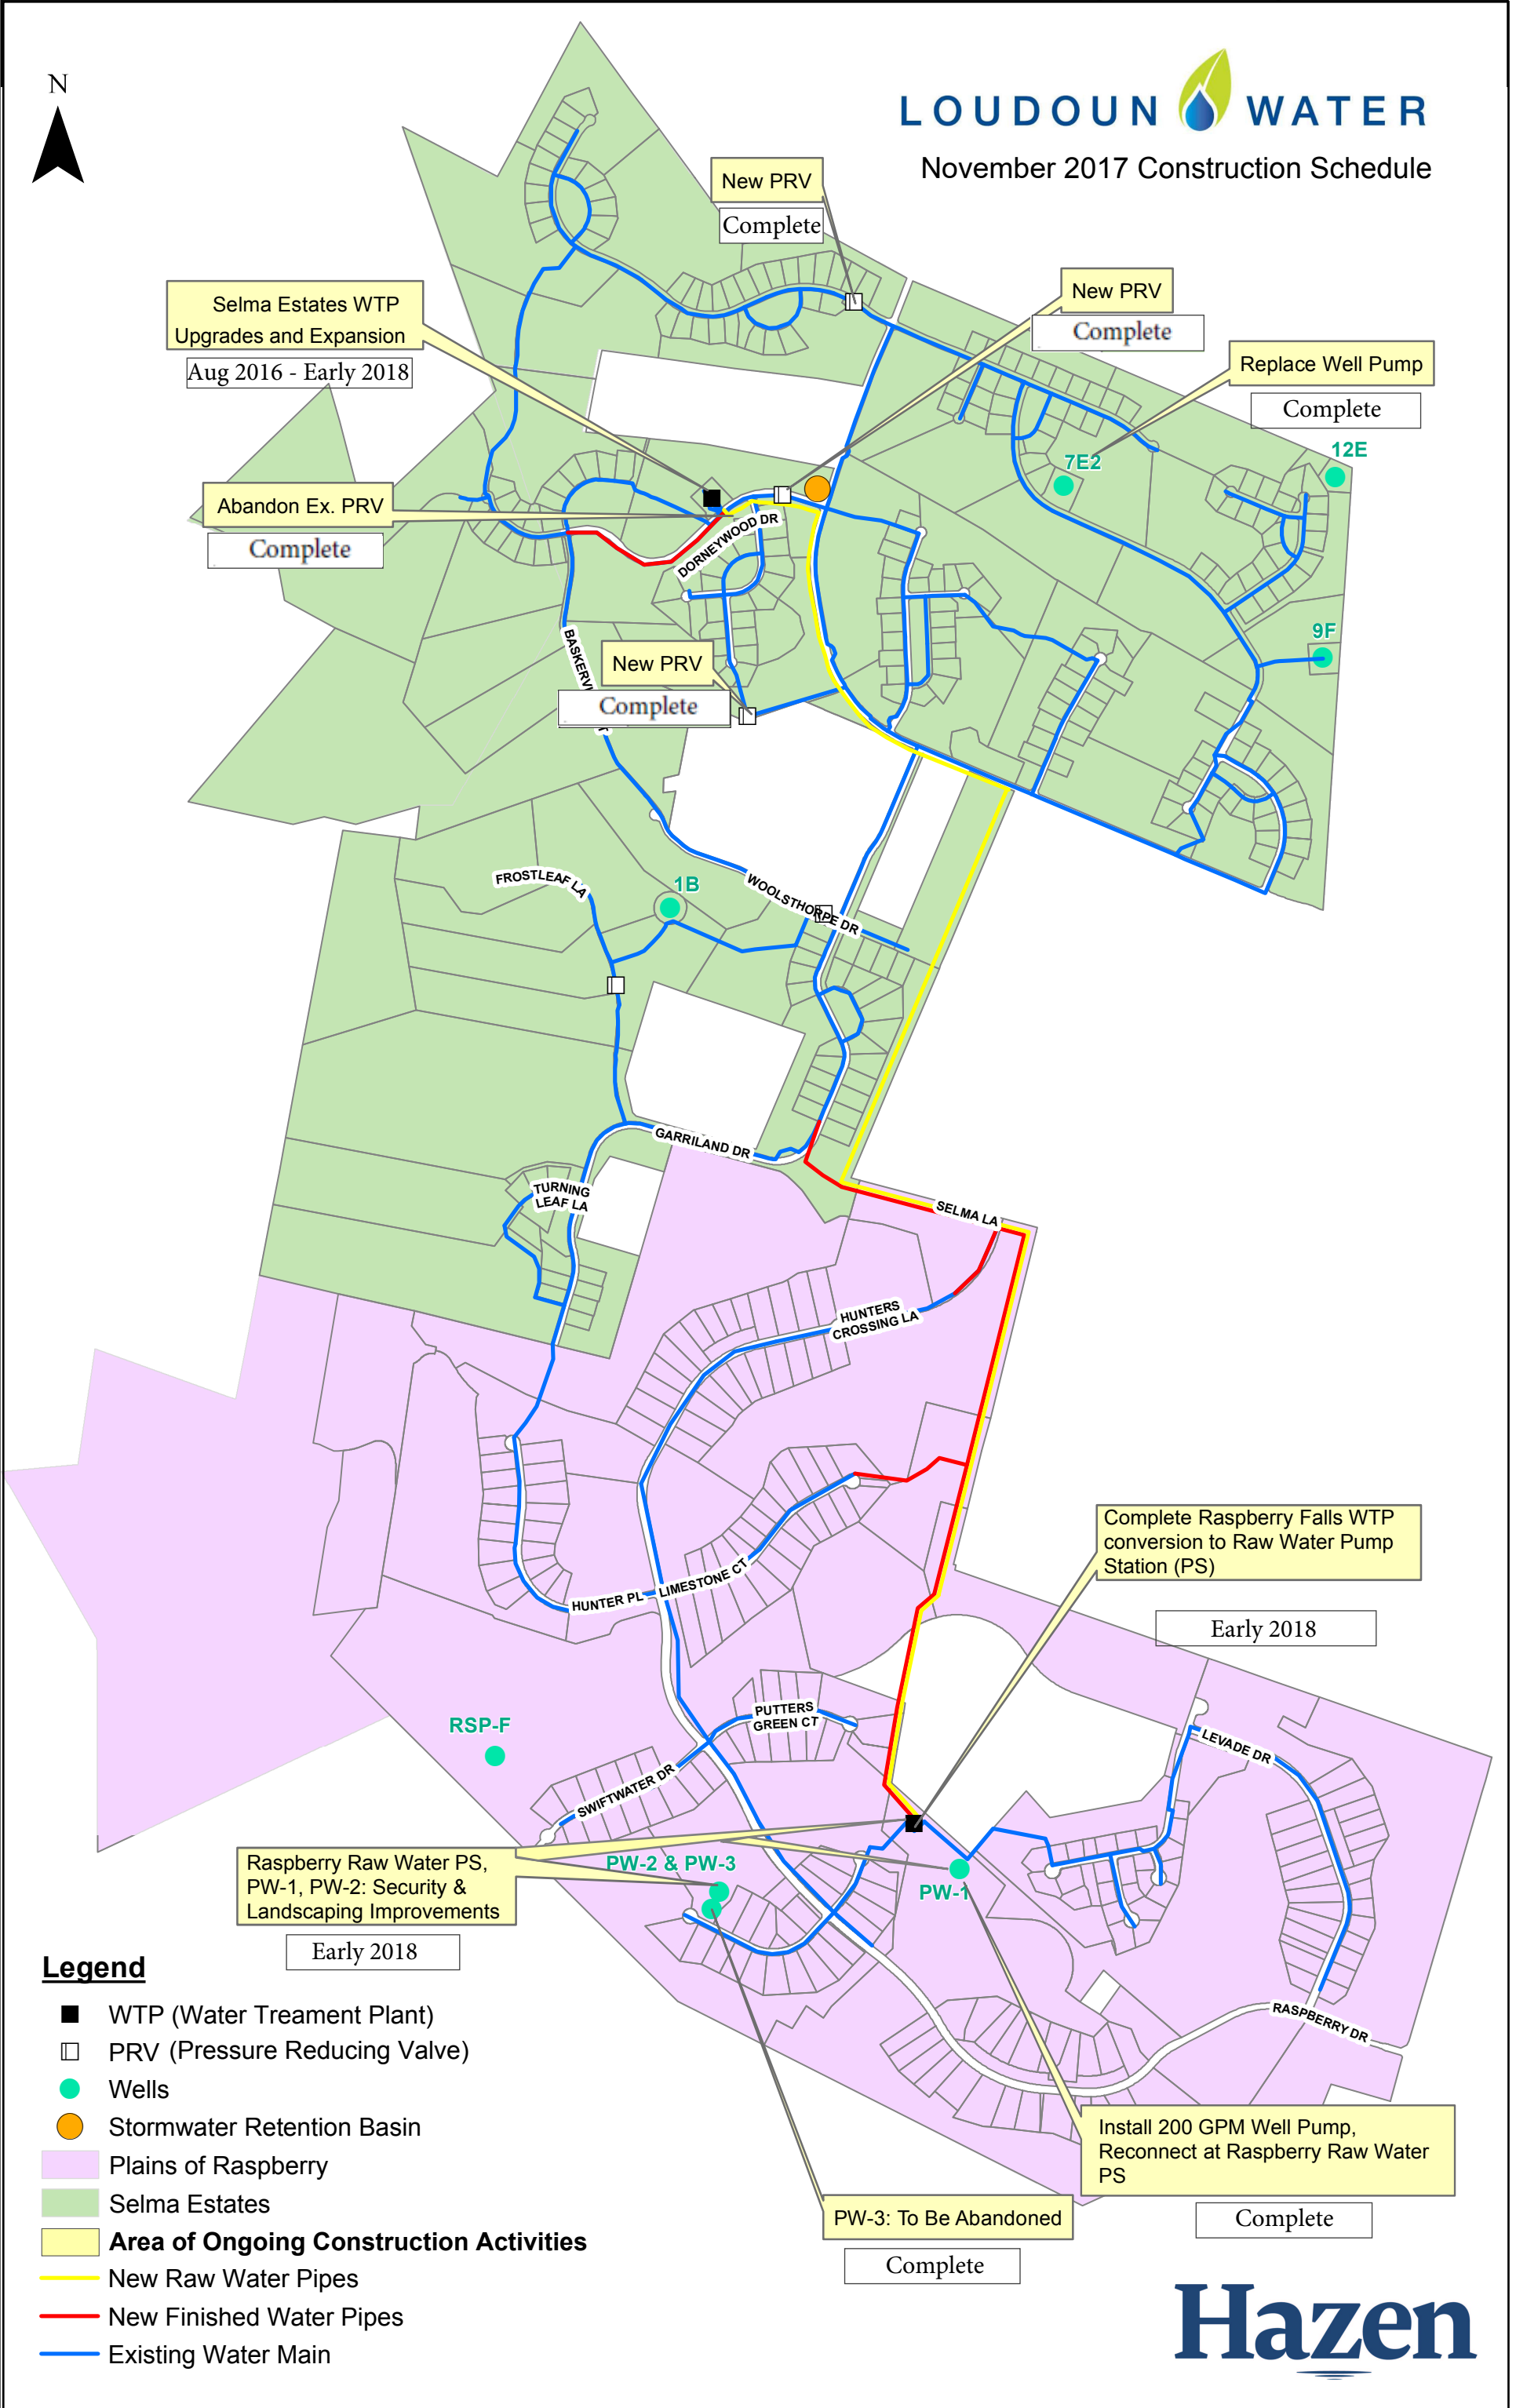 N
LOUDOUN WATER
November 2017 Construction Schedule
New PRV
Complete
Selma Estates WTP
Upgrades and Expansion
Aug 2016 - Early 2018
New PRV
Complete
Replace Well Pump
Complete
12E
7E2
Abandon Ex. PRV
Complete
DORNEYWOOD DR
9F
New PRV
Complete
1B
FROSTLEAF LA
WOOLSTHORPE DR
GARRILAND DR
TURNING
LEAF LA
SELMA LA
HUNTERS
CROSSING LA
Complete Raspberry Falls WTP
conversion to Raw Water Pump
Station (PS)
Early 2018
LIMESTONE CT
HUNTER PL
PUTTERS
GREEN CT
RSP-F
LEVADE DR
SWIFTWATER DR
Raspberry Raw Water PS,
PW-1, PW-2: Security &
Landscaping Improvements
Early 2018
PW-2 & PW-3
PW-1
RASPBERRY DR
Install 200 GPM Well Pump,
Reconnect at Raspberry Raw Water
PS
Complete
PW-3: To Be Abandoned
Complete
Legend
WTP (Water Treament Plant)
PRV (Pressure Reducing Valve)
Wells
Stormwater Retention Basin
Plains of Raspberry
Selma Estates
Area of Ongoing Construction Activities
New Raw Water Pipes
New Finished Water Pipes
Existing Water Main
Hazen